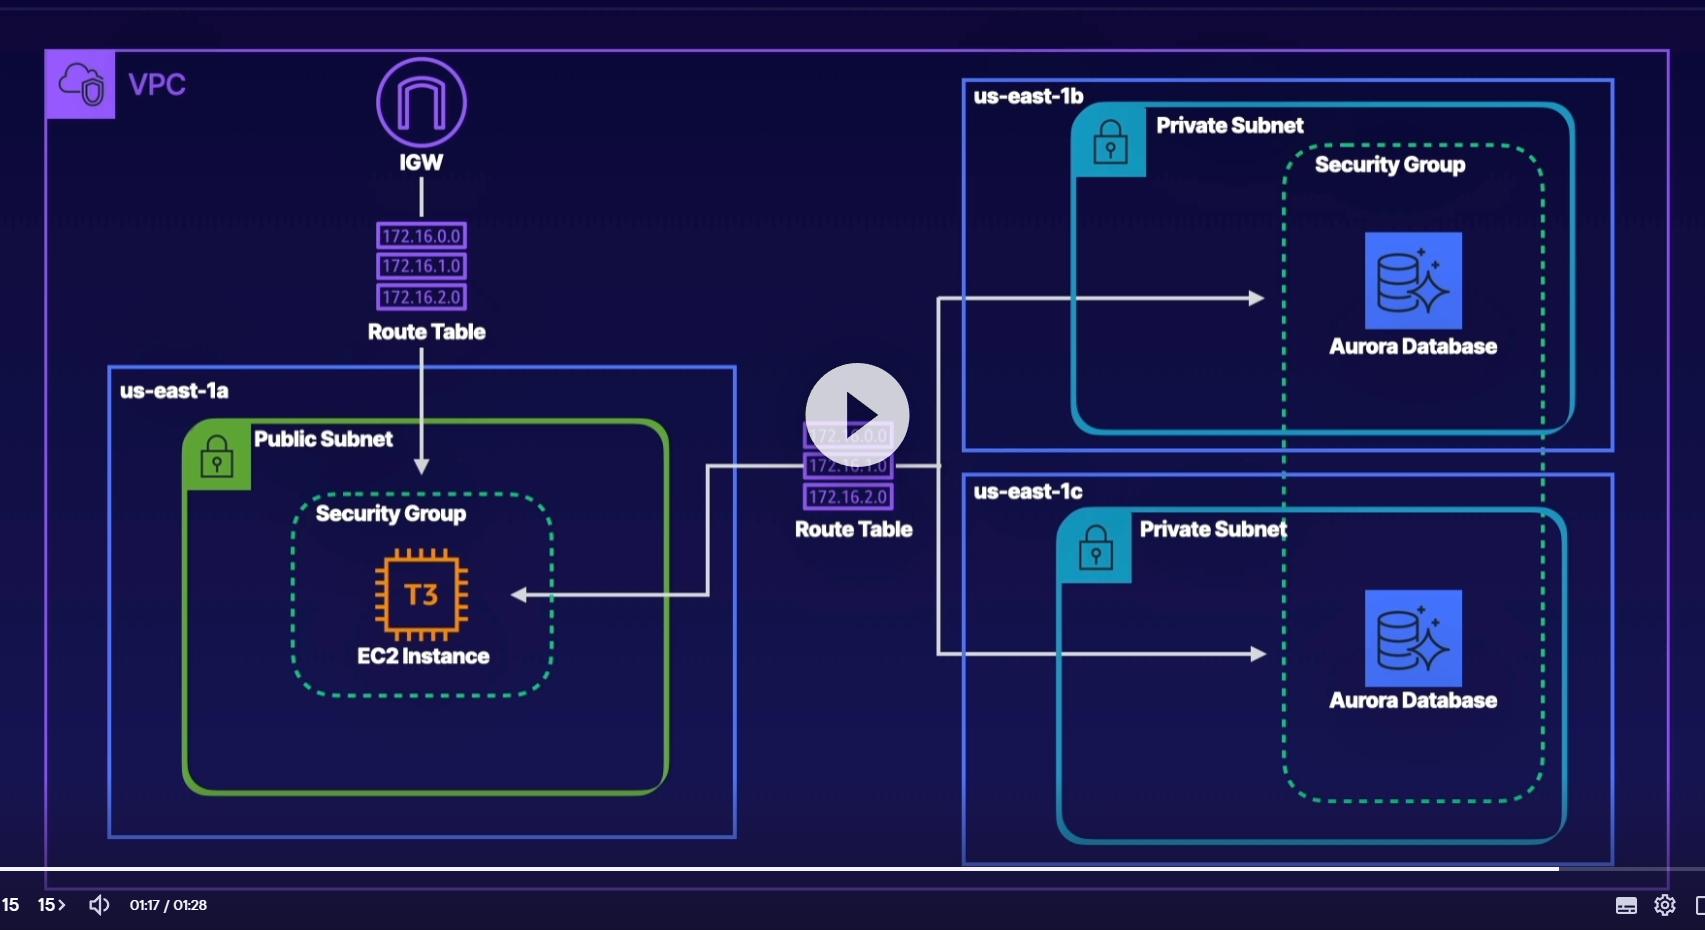 VPC
IGW
172.16.0.0
172.16.1.0
172.16.2.0
Route Table
us-east-1a
Public Subnet
Security Group
T3
EC2 Instance
172.16.0.0
172.16.1.0
172.16.2.0
Route Table
us-east-1b
Private Subnet
Security Group
Aurora Database
us-east-1c
Private Subnet
Aurora Database
15 15 01:17 / 01:28